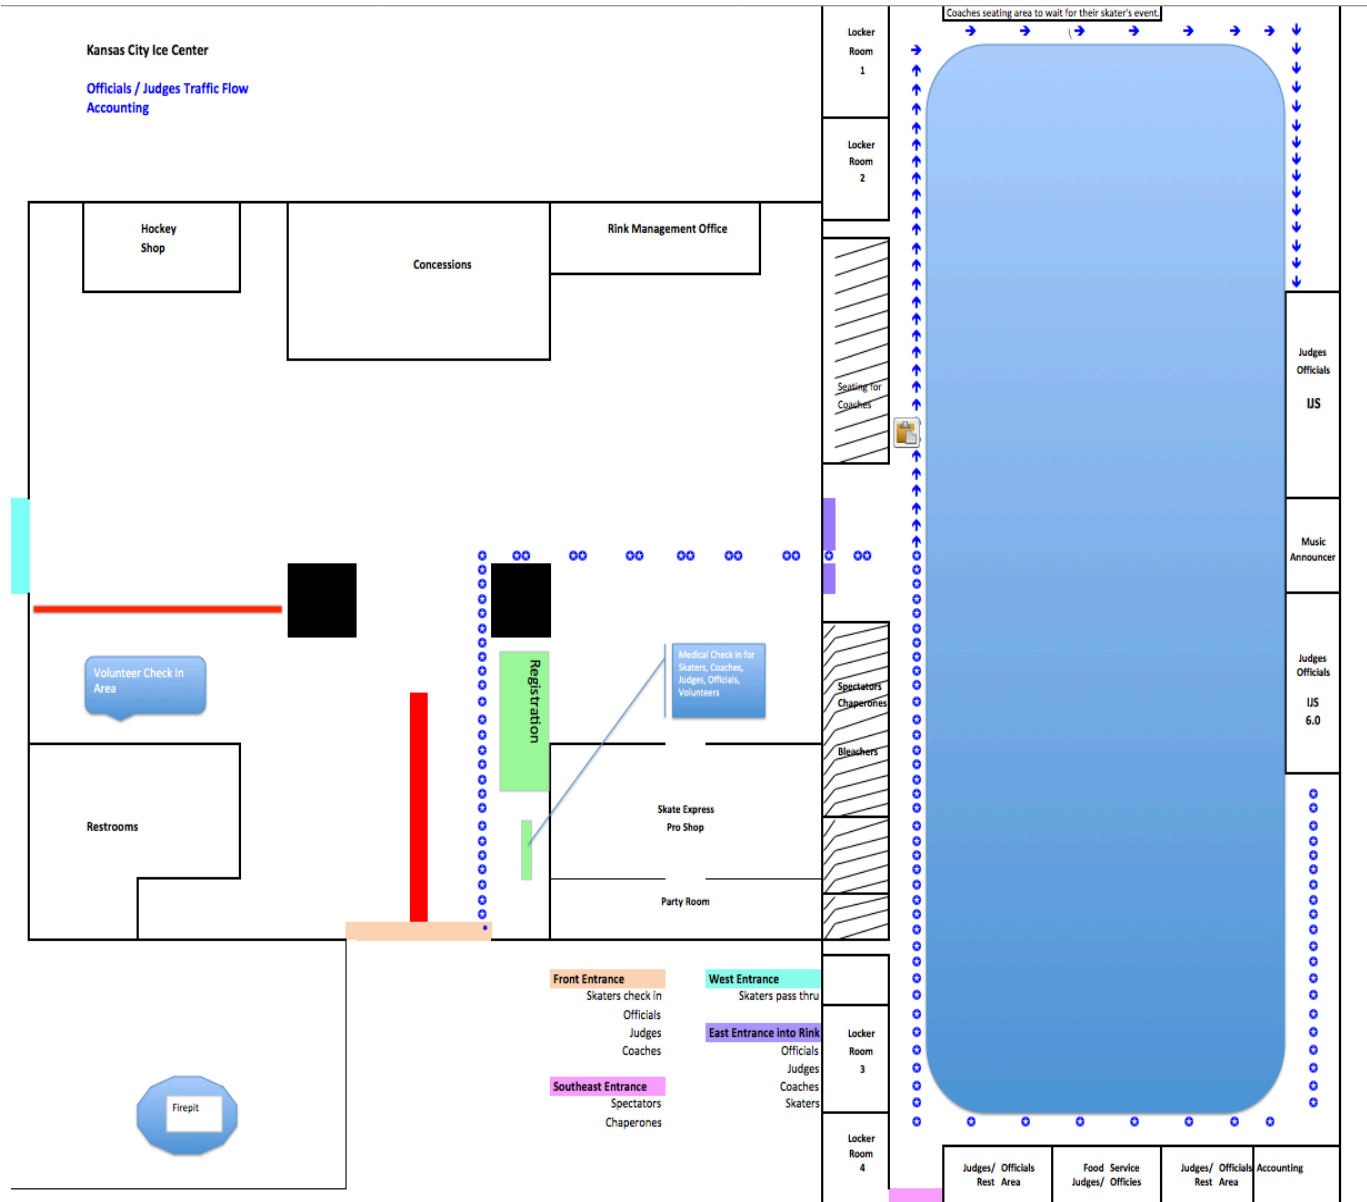 Coaches seating area to wait for their skater's event.
Kansas City Ice Center
Officials / Judges Traffic Flow
Accounting
Locker
Room
1
Locker
Room
2
Hockey
Shop
Concessions
Rink Management Office
Seating for
Coaches
Judges
Officials
IJS
Music
Announcer
Judges
Officials
IJS
6.0
Volunteer Check In
Area
Registration
Medical Check in for
Skaters, Coaches,
Judges, Officials,
Volunteers
Spectators
Chaperones
Bleachers
Restrooms
Skate Express
Pro Shop
Party Room
Front Entrance
Skaters check in
Officials
Judges
Coaches
Southeast Entrance
Spectators
Chaperones
West Entrance
Skaters pass thru
East Entrance into Rink
Officials
Judges
Coaches
Skaters
Locker
Room
3
Locker
Room
4
Firepit
Judges/ Officials
Rest Area
Food Service
Judges/ Officies
Judges/ Officials
Rest Area
Accounting